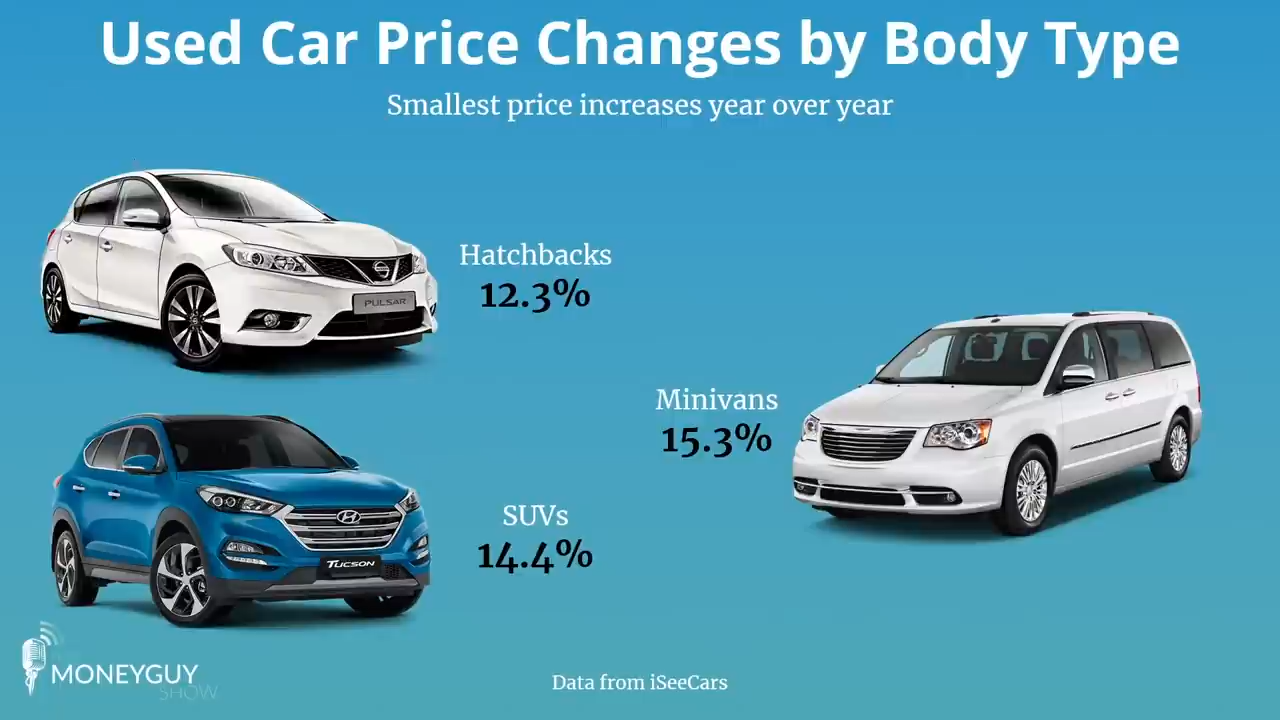 Used Car Price Changes by Body Type
Smallest price increases year over year
Hatchbacks
12.3%
PULSAR
Minivans
15.3%
SUVs
14.4%
TUCSON
MONEYGUY
SHOW
Data from iSeeCars